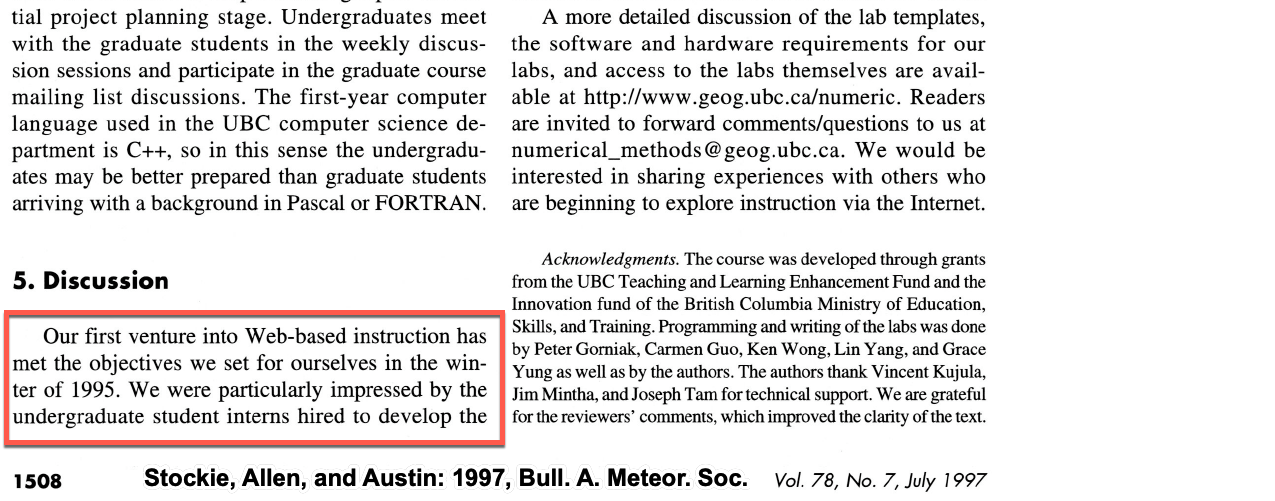 tial project planning stage. Undergraduates meet
with the graduate students in the weekly discus-
sion sessions and participate in the graduate course
mailing list discussions. The first-year computer
language used in the UBC computer science de-
partment is C++, so in this sense the undergradu-
ates may be better prepared than graduate students
arriving with a background in Pascal or FORTRAN.
5. Discussion
Our first venture into Web-based instruction has
met the objectives we set for ourselves in the win-
ter of 1995. We were particularly impressed by the
undergraduate student interns hired to develop the
A more detailed discussion of the lab templates,
the software and hardware requirements for our
labs, and access to the labs themselves are avail-
able at http://www.geog.ubc.ca/numeric. Readers
are invited to forward comments/questions to us at
numerical_methods@geog.ubc.ca. We would be
interested in sharing experiences with others who
are beginning to explore instruction via the Internet.
Acknowledgments. The course was developed through grants
from the UBC Teaching and Learning Enhancement Fund and the
Innovation fund of the British Columbia Ministry of Education,
Skills, and Training. Programming and writing of the labs was done
by Peter Gorniak, Carmen Guo, Ken Wong, Lin Yang, and Grace
Yung as well as by the authors. The authors thank Vincent Kujula,
Jim Mintha, and Joseph Tam for technical support. We are grateful
for the reviewers' comments, which improved the clarity of the text.
1508 Stockie, Allen, and Austin: 1997, Bull. A. Meteor. Soc. Vol. 78, No. 7, July 1997